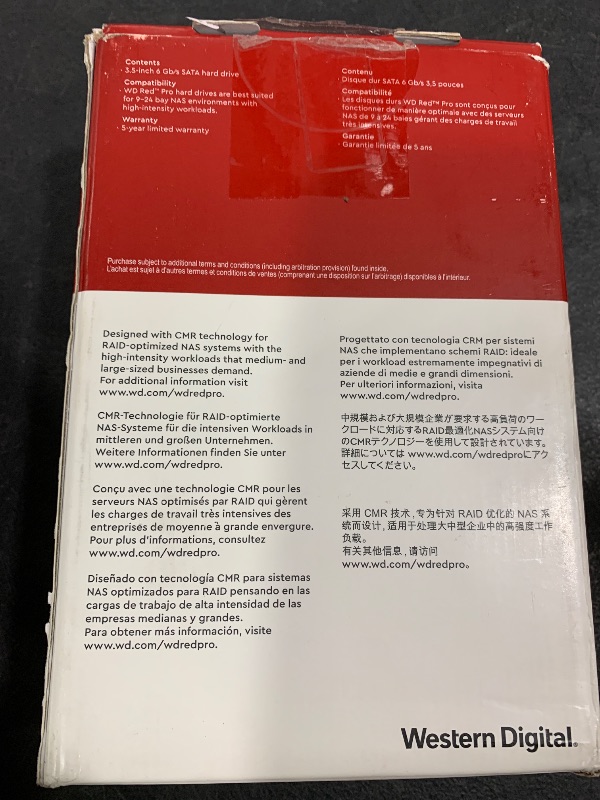 Contents
· 3.5-inch 6 Gb/s SATA hard drive
Compatibility
· WD Red™ Pro hard drives are best suited
for 9-24 bay NAS environments with
high-intensity workloads.
Warranty
· 5-year limited warranty
Contenu
· Disque dur SATA 6 Gb/s 3,5 pouces
Compatibilité
· Les disques durs WD Red™ Pro sont conçus pour
fonctionner de manière optimale avec des serveurs
NAS de 9 à 24 baies gérant des charges de travail
très intensives.
Garantie
· Garantie limitée de 5 ans
Purchase subject to additional terms and conditions (including arbitration provision) found inside.
L'achat est sujet à d'autres termes et conditions de ventes (comprenant une disposition sur l'arbitrage) disponibles à l'intérieur.
Designed with CMR technology for
RAID-optimized NAS systems with the
high-intensity workloads that medium- and
large-sized businesses demand.
For additional information visit
www.wd.com/wdredpro.
CMR-Technologie für RAID-optimierte
NAS-Systeme für die intensiven Workloads in
mittleren und großen Unternehmen.
Weitere Informationen finden Sie unter
www.wd.com/wdredpro.
Conçu avec une technologie CMR pour les
serveurs NAS optimisés par RAID qui gèrent
les charges de travail très intensives des
entreprises de moyenne à grande envergure.
Pour plus d'informations, consultez
www.wd.com/wdredpro.
Diseñado con tecnología CMR para sistemas
NAS optimizados para RAID pensando en las
cargas de trabajo de alta intensidad de las
empresas medianas y grandes.
Para obtener más información, visite
www.wd.com/wdredpro.
Progettato con tecnologia CRM per sistemi
NAS che implementano schemi RAID: ideale
per i workload estremamente impegnativi di
aziende di medie e grandi dimensioni.
Per ulteriori informazioni, visita
www.wd.com/wdredpro.
中規模および大規模企業が要求する高負荷のワー
クロードに対応するRAID最適化NASシステム向け
のCMRテクノロジーを使用して設計されています。
詳細については www.wd.com/wdredproにアク
セスしてください。
采用 CMR 技术，专为针对 RAID 优化的 NAS 系
统而设计，适用于处理大中型企业中的高强度工作
负载。
有关其他信息，请访问
www.wd.com/wdredpro。
Western Digital.